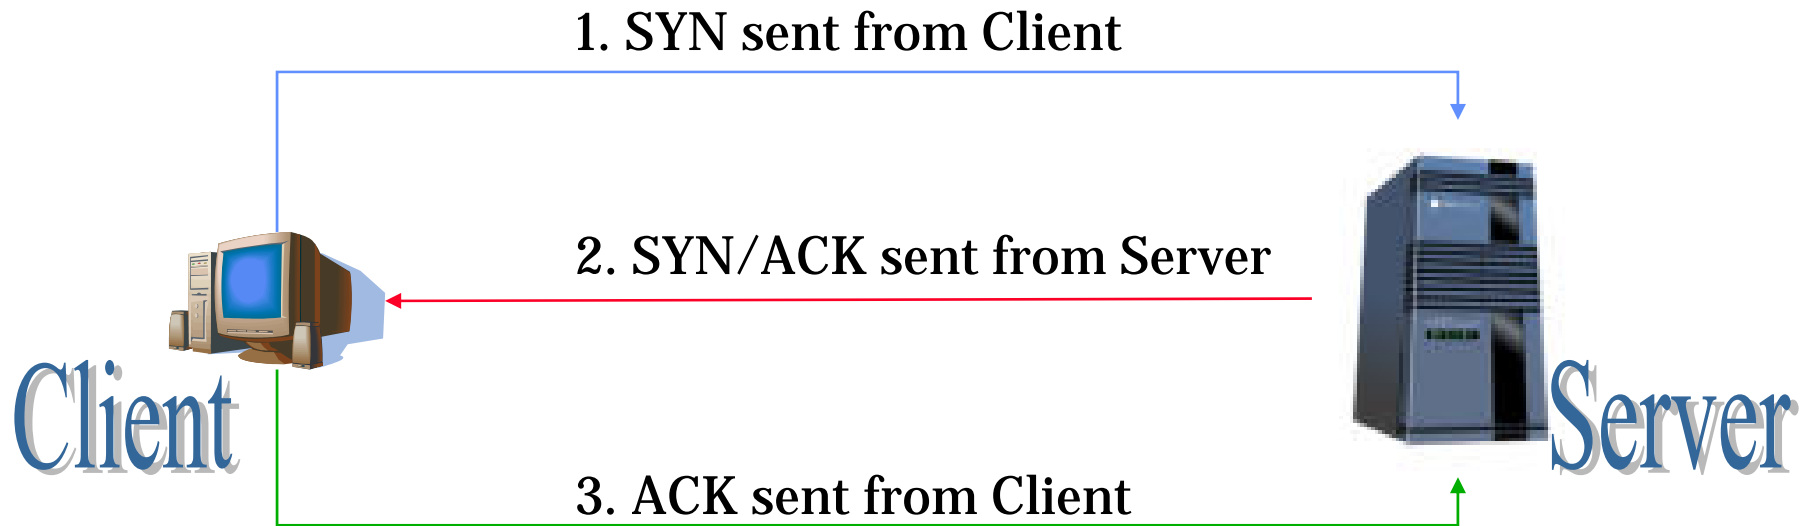 1. SYN sent from Client
2. SYN/ACK sent from Server
Client
Server
3. ACK sent from Client